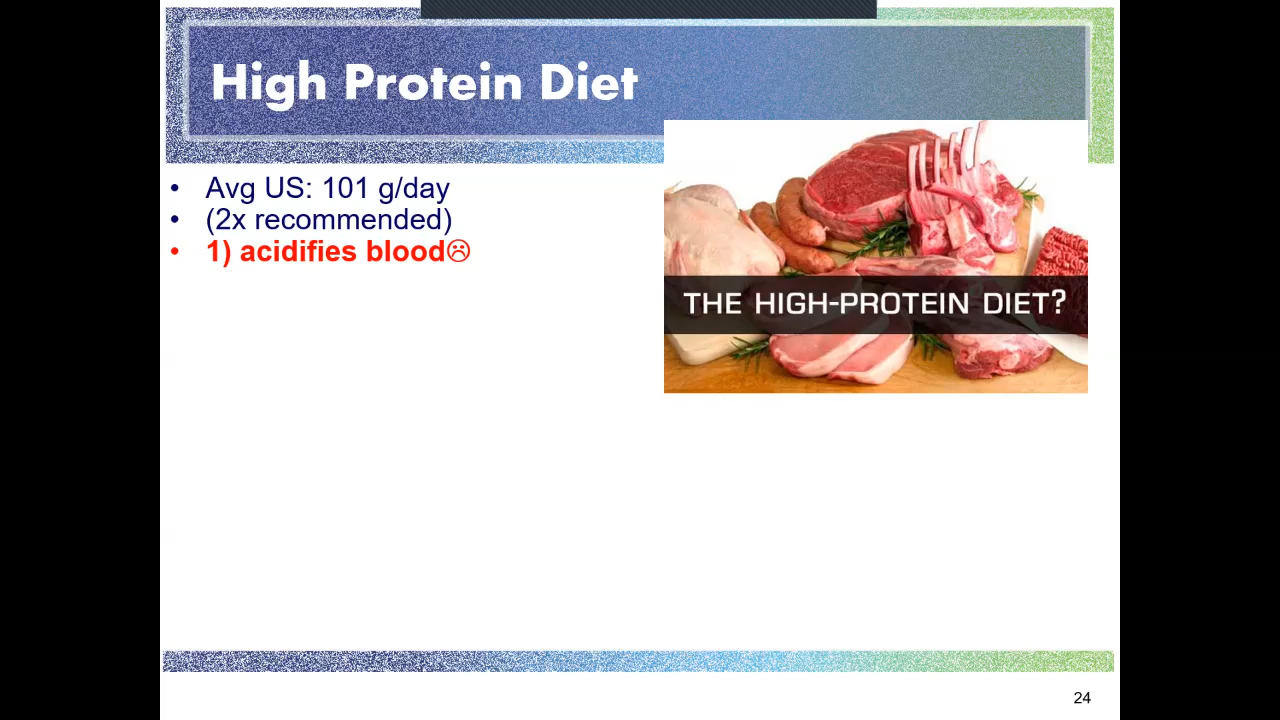 High Protein Diet
• Avg US: 101 g/day
• (2x recommended)
• 1) acidifies blood☹
THE HIGH-PROTEIN DIET?
24